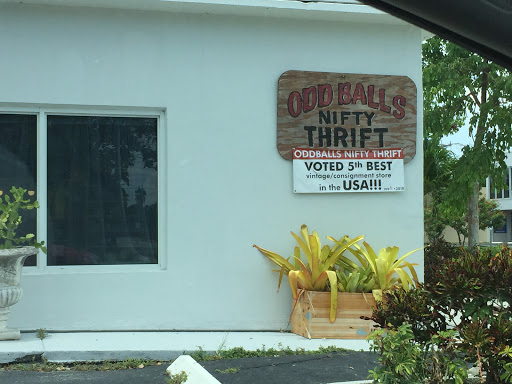 ODD BALLS
NIFTY
THRIFT
ODDBALLS NIFTY THRIFT
VOTED 5th BEST
vintage/consignment store
in the USA!!!